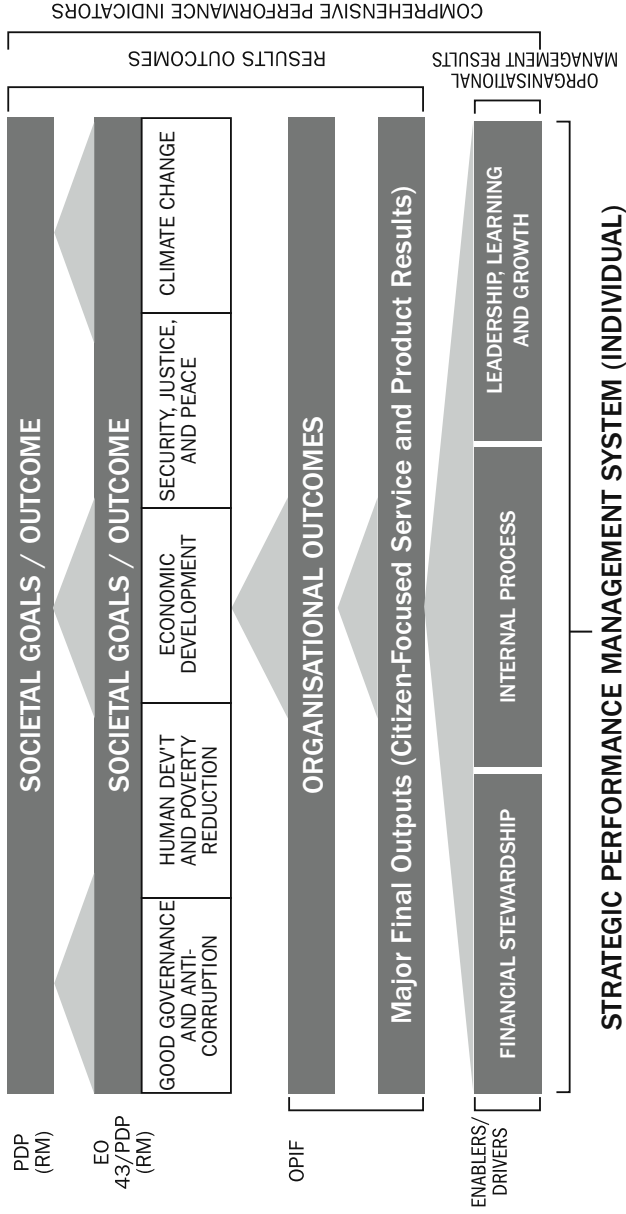 COMPREHENSIVE PERFORMANCE INDICATORS
RESULTS OUTCOMES
OPRGANISATIONAL
MANAGEMENT RESULTS
PDP
(RM)
SOCIETAL GOALS / OUTCOME
EO
43/PDP
(RM)
SOCIETAL GOALS / OUTCOME
GOOD GOVERNANCE
AND ANTI-
CORRUPTION
HUMAN DEV'T
AND POVERTY
REDUCTION
ECONOMIC
DEVELOPMENT
SECURITY, JUSTICE,
AND PEACE
CLIMATE CHANGE
OPIF
ORGANISATIONAL OUTCOMES
Major Final Outputs (Citizen-Focused Service and Product Results)
ENABLERS/
DRIVERS
FINANCIAL STEWARDSHIP
INTERNAL PROCESS
LEADERSHIP, LEARNING
AND GROWTH
STRATEGIC PERFORMANCE MANAGEMENT SYSTEM (INDIVIDUAL)